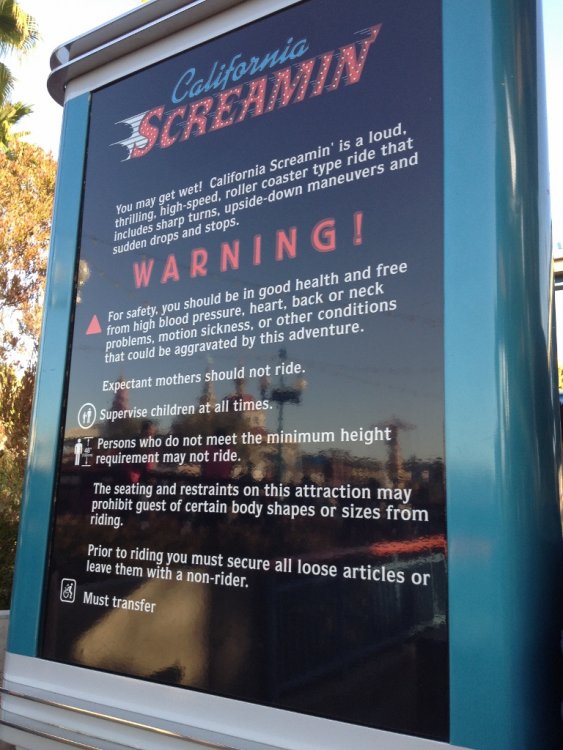 California
SCREAMIN'
You may get wet! California Screamin' is a loud,
thrilling, high-speed, roller coaster type ride that
includes sharp turns, upside-down maneuvers and
sudden drops and stops.
WARNING!
For safety, you should be in good health and free
from high blood pressure, heart, back or neck
problems, motion sickness, or other conditions
that could be aggravated by this adventure.
Expectant mothers should not ride.
Supervise children at all times.
48"
Persons who do not meet the minimum height
requirement may not ride.
The seating and restraints on this attraction may
prohibit guest of certain body shapes or sizes from
riding.
Prior to riding you must secure all loose articles or
leave them with a non-rider.
Must transfer